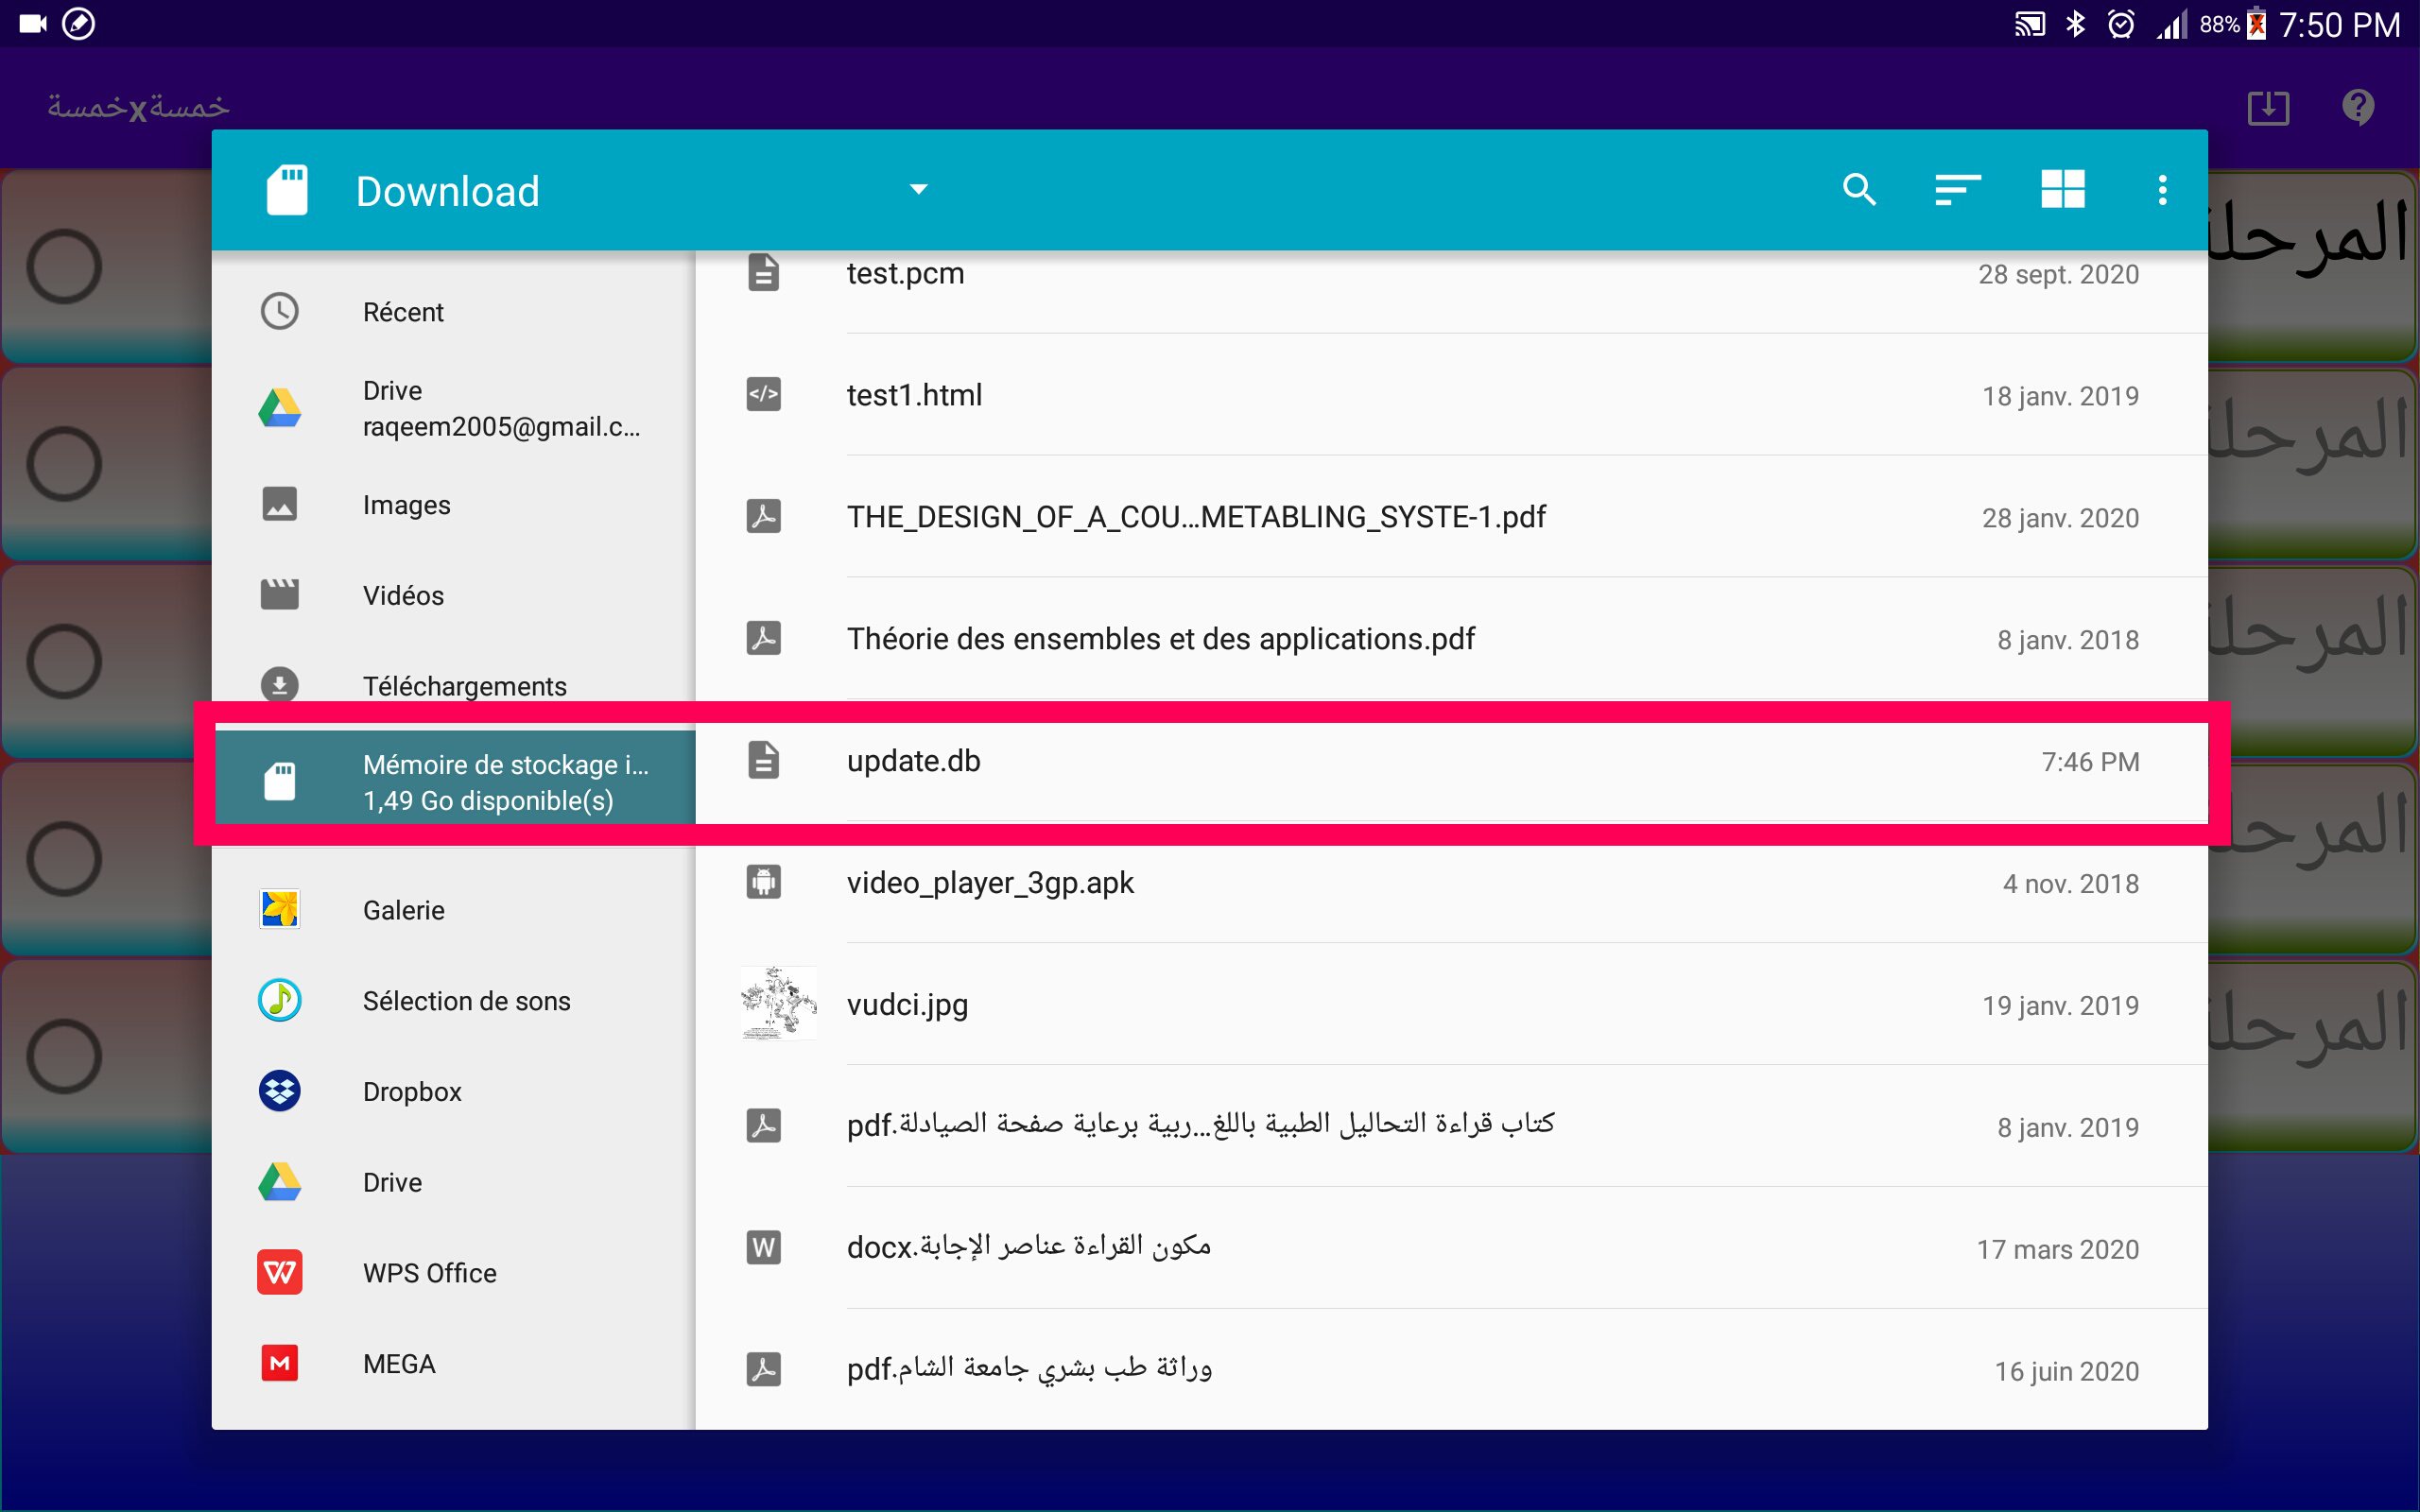 88% 7:50 PM
خمسةxخمسة
Download
المرحلة
المرحلة
المرحلة
المرحلة
المرحلة
Récent
Drive
raqeem2005@gmail.c...
Images
Vidéos
Téléchargements
Mémoire de stockage i...
1,49 Go disponible(s)
Galerie
Sélection de sons
Dropbox
Drive
WPS Office
MEGA
test.pcm 28 sept. 2020
test1.html 18 janv. 2019
THE_DESIGN_OF_A_COU...METABLING_SYSTE-1.pdf 28 janv. 2020
Théorie des ensembles et des applications.pdf 8 janv. 2018
update.db 7:46 PM
video_player_3gp.apk 4 nov. 2018
vudci.jpg 19 janv. 2019
كتاب قراءة التحاليل الطبية باللغ...ربية برعاية صفحة الصيادلة.pdf 8 janv. 2019
مكون القراءة عناصر الإجابة.docx 17 mars 2020
وراثة طب بشري جامعة الشام.pdf 16 juin 2020